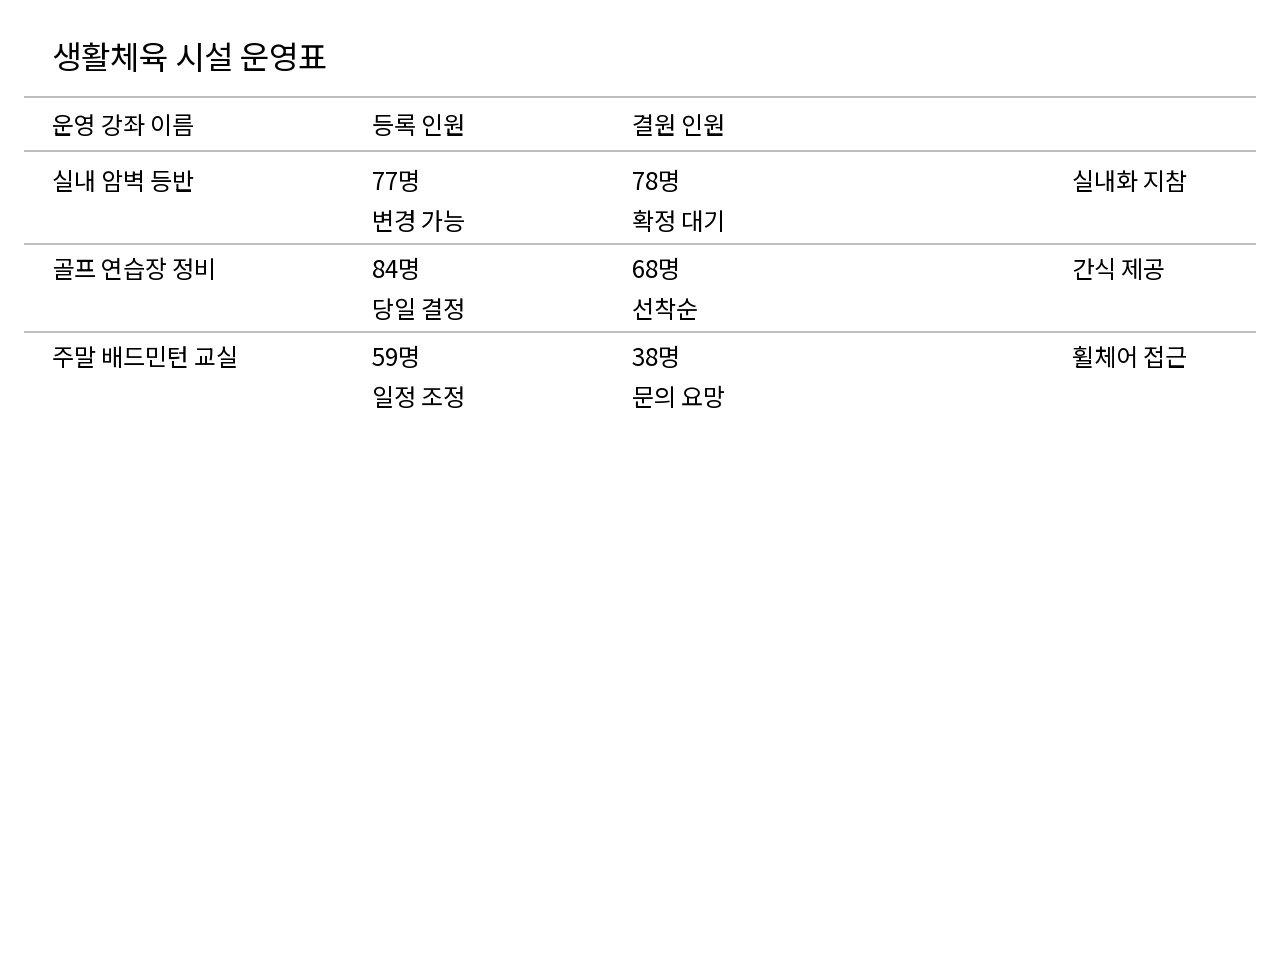 생활체육 시설 운영표
운영 강좌 이름 등록 인원 결원 인원
실내 암벽 등반 77명 78명 실내화 지참
변경 가능 확정 대기
골프 연습장 정비 84명 68명 간식 제공
당일 결정 선착순
주말 배드민턴 교실 59명 38명 휠체어 접근
일정 조정 문의 요망